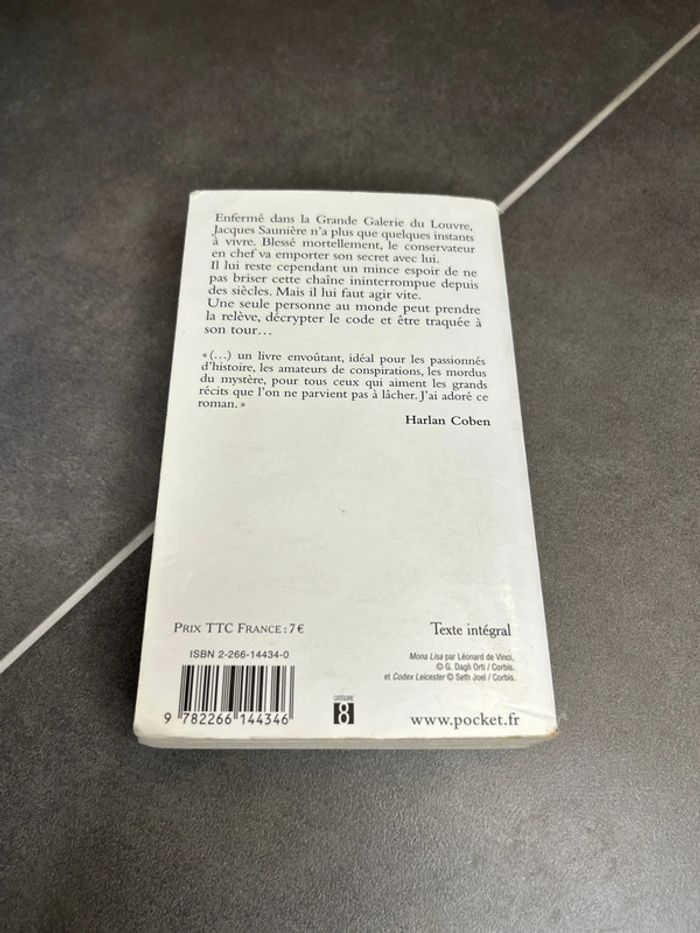 Enfermé dans la Grande Galerie du Louvre,
Jacques Saunière n'a plus que quelques instants
à vivre. Blessé mortellement, le conservateur
en chef va emporter son secret avec lui.
Il lui reste cependant un mince espoir de ne
pas briser cette chaîne ininterrompue depuis
des siècles. Mais il lui faut agir vite.
Une seule personne au monde peut prendre
la relève, décrypter le code et être traquée à
son tour…
« (…) un livre envoûtant, idéal pour les passionnés
d'histoire, les amateurs de conspirations, les mordus
du mystère, pour tous ceux qui aiment les grands
récits que l'on ne parvient pas à lâcher. J'ai adoré ce
roman. »
Harlan Coben
PRIX TTC FRANCE : 7 €
Texte intégral
ISBN 2-266-14434-0
Mona Lisa par Léonard de Vinci,
© G. Dagli Orti / Corbis.
et Codex Leicester © Seth Joel / Corbis.
9 782266 144346
CATÉGORIE
8
www.pocket.fr